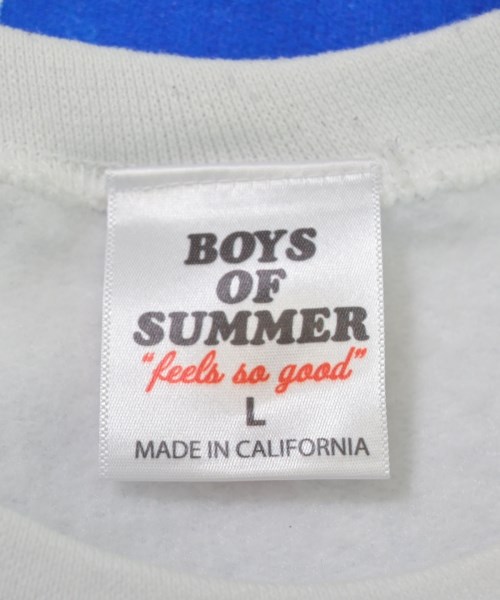 BOYS
OF
SUMMER
"feels so good"
L
MADE IN CALIFORNIA